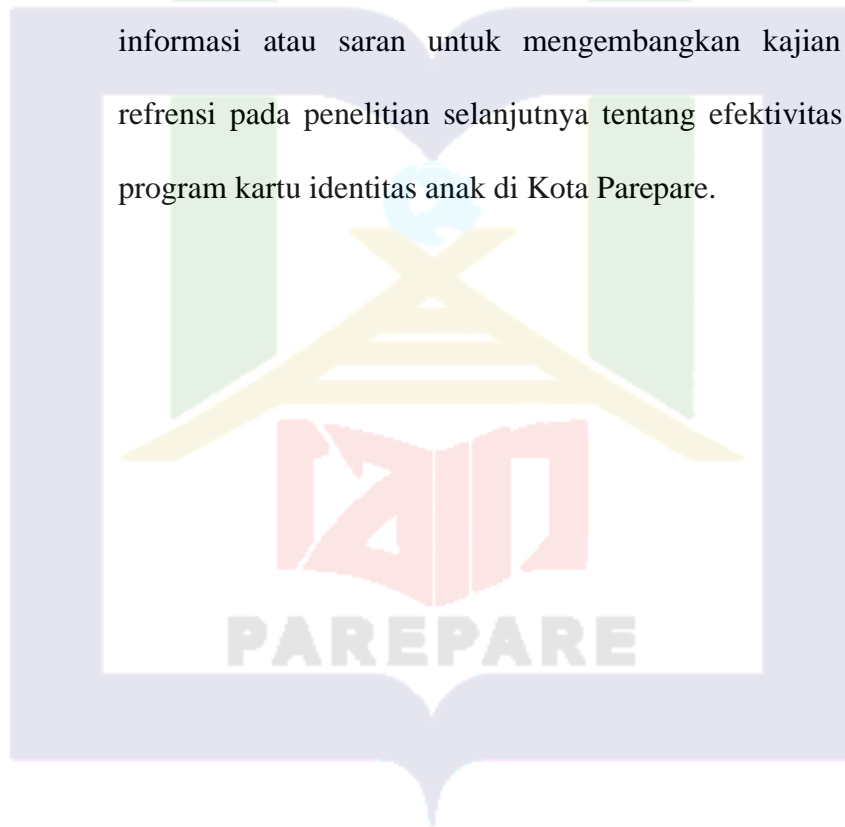 informasi atau saran untuk mengembangkan kajian
refrensi pada penelitian selanjutnya tentang efektivitas
program kartu identitas anak di Kota Parepare.
iain
PAREPARE